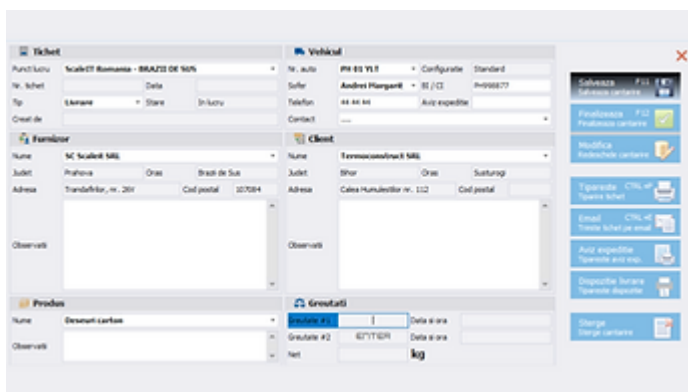 Tichet
Punct lucru ScaleIT Romania - BRAZII DE SUS
Nr. tichet Data
Tip Livrare Stare In lucru
Creat de
Vehicul
Nr. auto PH 01 YLT Configuratie Standard
Sofer Andrei Margarit BI / CI PH998877
Telefon 44 44 44 Aviz expeditie
Contact ---
Furnizor
Nume SC ScaleIt SRL
Judet Prahova Oras Brazii de Sus
Adresa Trandafirilor, nr. 26V Cod postal 107084
Observatii
Client
Nume Termoconstruct SRL
Judet Bihor Oras Susturogi
Adresa Calea Humulestilor nr. 112 Cod postal
Observatii
Produs
Nume Deseuri carton
Observatii
Greutati
Greutate #1 Data si ora
Greutate #2 ENTER Data si ora
Net kg
Salveaza F11
Salveaza cantarire
Finalizeaza F12
Finalizeaza cantarire
Modifica
Redeschide cantarire
Tipareste CTRL+P
Tiparire tichet
Email CTRL+E
Trimite tichet pe email
Aviz expeditie
Tipareste aviz exp.
Dispozitie livrare
Tipareste dispozitie
Sterge
Sterge cantarire